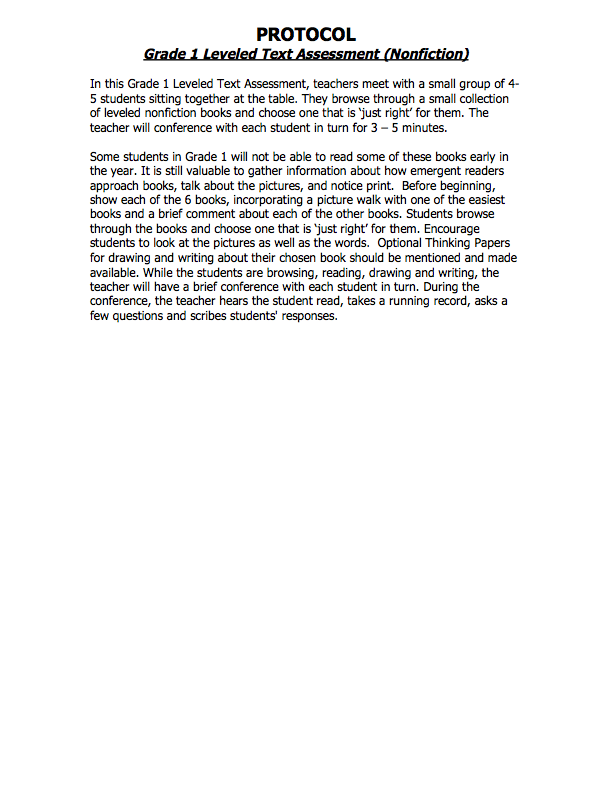 PROTOCOL
Grade 1 Leveled Text Assessment (Nonfiction)
In this Grade 1 Leveled Text Assessment, teachers meet with a small group of 4-
5 students sitting together at the table. They browse through a small collection
of leveled nonfiction books and choose one that is ‘just right’ for them. The
teacher will conference with each student in turn for 3 – 5 minutes.
Some students in Grade 1 will not be able to read some of these books early in
the year. It is still valuable to gather information about how emergent readers
approach books, talk about the pictures, and notice print.  Before beginning,
show each of the 6 books, incorporating a picture walk with one of the easiest
books and a brief comment about each of the other books. Students browse
through the books and choose one that is ‘just right’ for them. Encourage
students to look at the pictures as well as the words.  Optional Thinking Papers
for drawing and writing about their chosen book should be mentioned and made
available. While the students are browsing, reading, drawing and writing, the
teacher will have a brief conference with each student in turn. During the
conference, the teacher hears the student read, takes a running record, asks a
few questions and scribes students' responses.